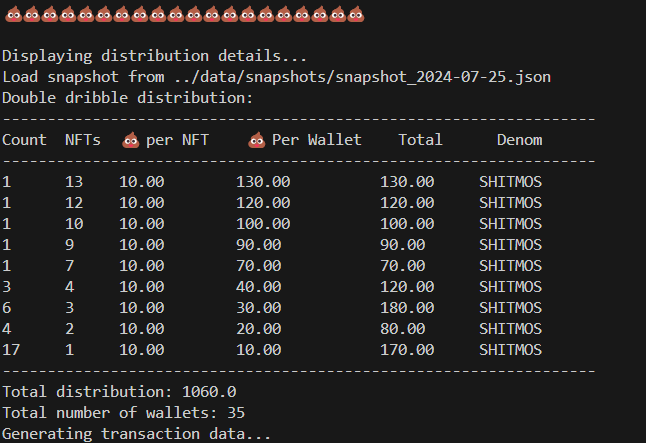 💩💩💩💩💩💩💩💩💩💩💩💩💩💩💩💩💩💩💩💩
Displaying distribution details...
Load snapshot from ../data/snapshots/snapshot_2024-07-25.json
Double dribble distribution:
-----------------------------------------------------------------
Count  NFTs  💩 per NFT    💩 Per Wallet    Total      Denom
-----------------------------------------------------------------
1      13    10.00        130.00          130.00     SHITMOS
1      12    10.00        120.00          120.00     SHITMOS
1      10    10.00        100.00          100.00     SHITMOS
1      9     10.00        90.00           90.00      SHITMOS
1      7     10.00        70.00           70.00      SHITMOS
3      4     10.00        40.00           120.00     SHITMOS
6      3     10.00        30.00           180.00     SHITMOS
4      2     10.00        20.00           80.00      SHITMOS
17     1     10.00        10.00           170.00     SHITMOS
-----------------------------------------------------------------
Total distribution: 1060.0
Total number of wallets: 35
Generating transaction data...